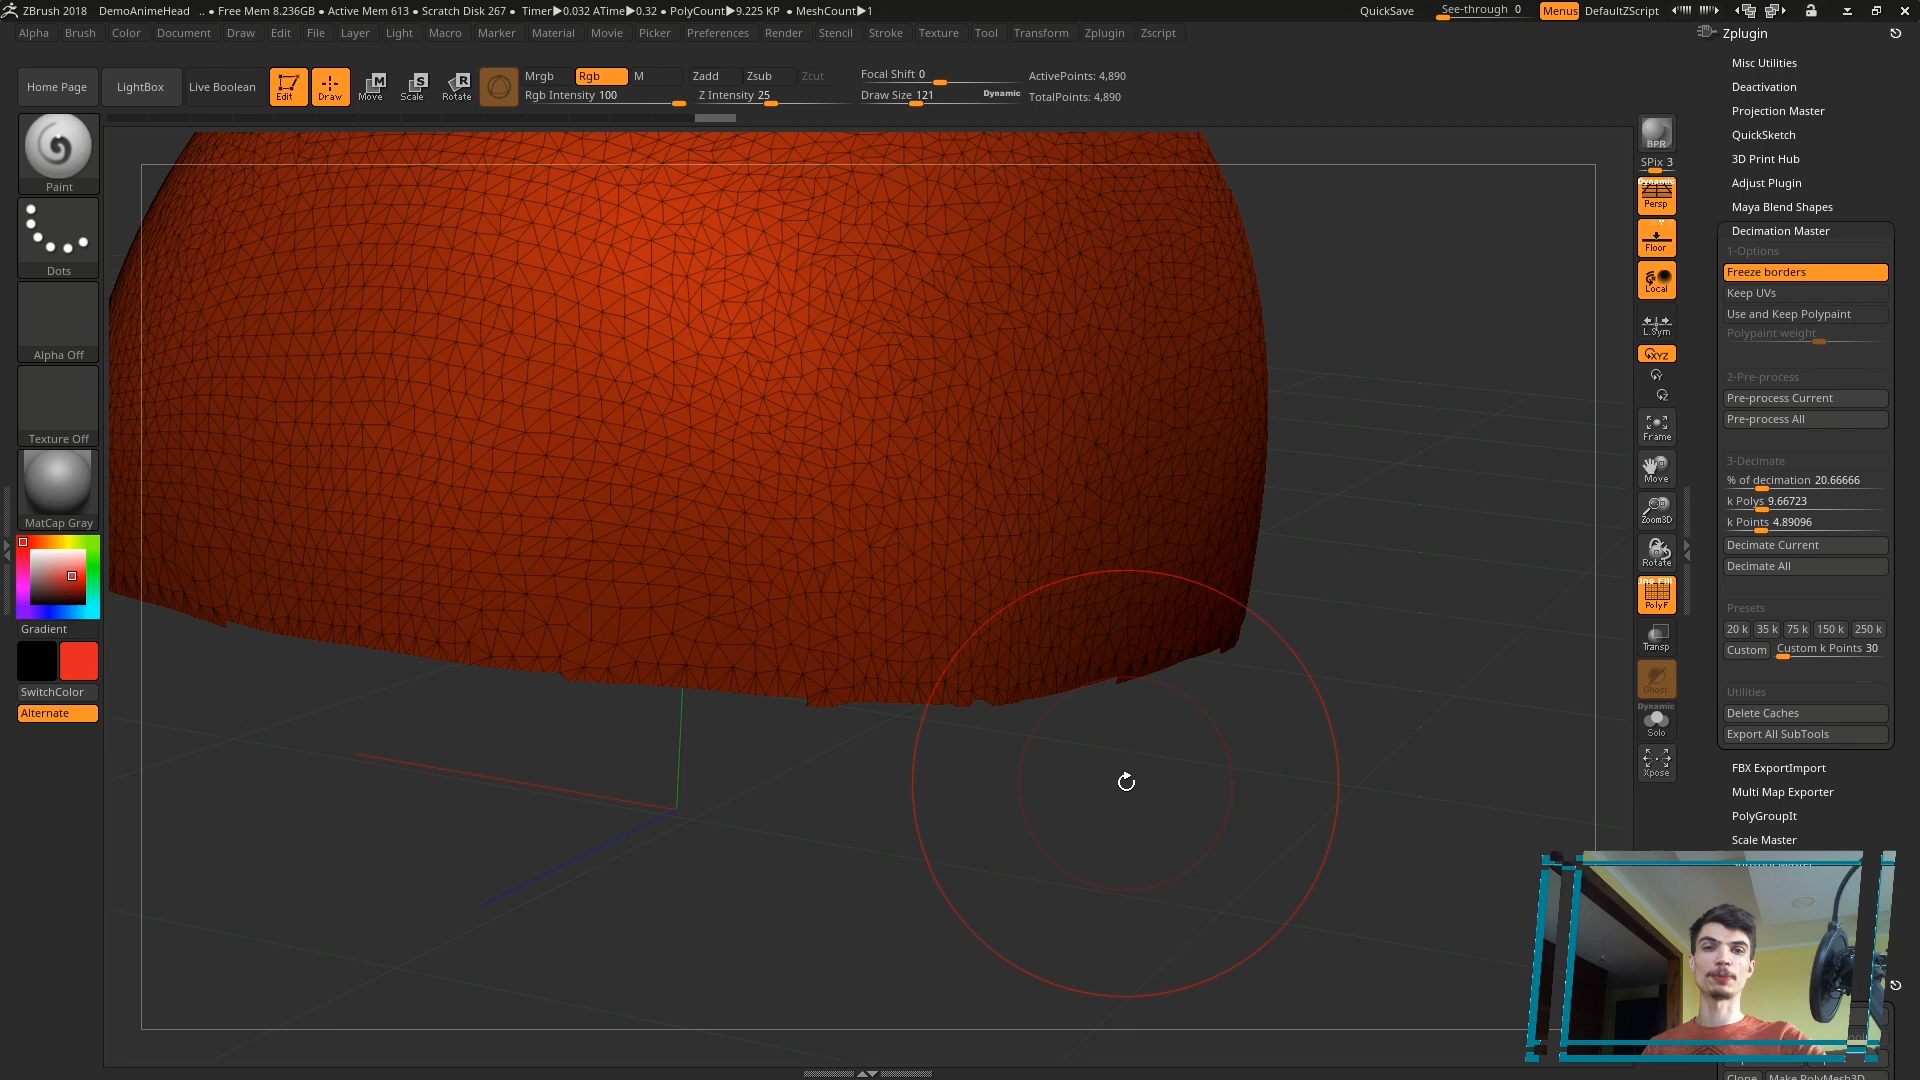 ZBrush 2018 DemoAnimeHead .. • Free Mem 8.236GB • Active Mem 613 • Scratch Disk 267 • Timer▶0.032 ATime▶0.32 • PolyCount▶9.225 KP • MeshCount▶1 QuickSave See-through 0 Menus DefaultZScript
Alpha Brush Color Document Draw Edit File Layer Light Macro Marker Material Movie Picker Preferences Render Stencil Stroke Texture Tool Transform Zplugin Zscript
Home Page LightBox Live Boolean Edit Draw Move Scale Rotate
Mrgb Rgb M Zadd Zsub Zcut Focal Shift 0 ActivePoints: 4,890
Rgb Intensity 100 Z Intensity 25 Draw Size 121 Dynamic TotalPoints: 4,890
Paint
Dots
Alpha Off
Texture Off
MatCap Gray
Gradient
SwitchColor
Alternate
BPR
SPix 3
Dynamic
Persp
Floor
Local
L.Sym
XYZ
Y
Z
Frame
Move
Zoom3D
Rotate
Line Fill
PolyF
Transp
Ghost
Dynamic
Solo
Xpose
Zplugin
Misc Utilities
Deactivation
Projection Master
QuickSketch
3D Print Hub
Adjust Plugin
Maya Blend Shapes
Decimation Master
1-Options
Freeze borders
Keep UVs
Use and Keep Polypaint
Polypaint weight
2-Pre-process
Pre-process Current
Pre-process All
3-Decimate
% of decimation 20.66666
k Polys 9.66723
k Points 4.89096
Decimate Current
Decimate All
Presets
20 k 35 k 75 k 150 k 250 k
Custom Custom k Points 30
Utilities
Delete Caches
Export All SubTools
FBX ExportImport
Multi Map Exporter
PolyGroupIt
Scale Master
Clone Make PolyMesh3D